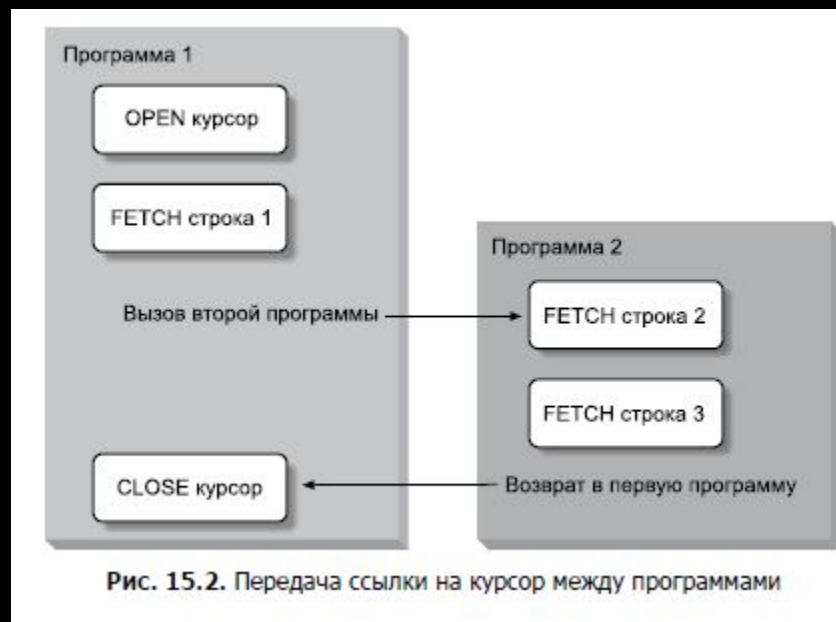 Программа 1
OPEN курсор
FETCH строка 1
Программа 2
Вызов второй программы
FETCH строка 2
FETCH строка 3
CLOSE курсор
Возврат в первую программу
Рис. 15.2. Передача ссылки на курсор между программами